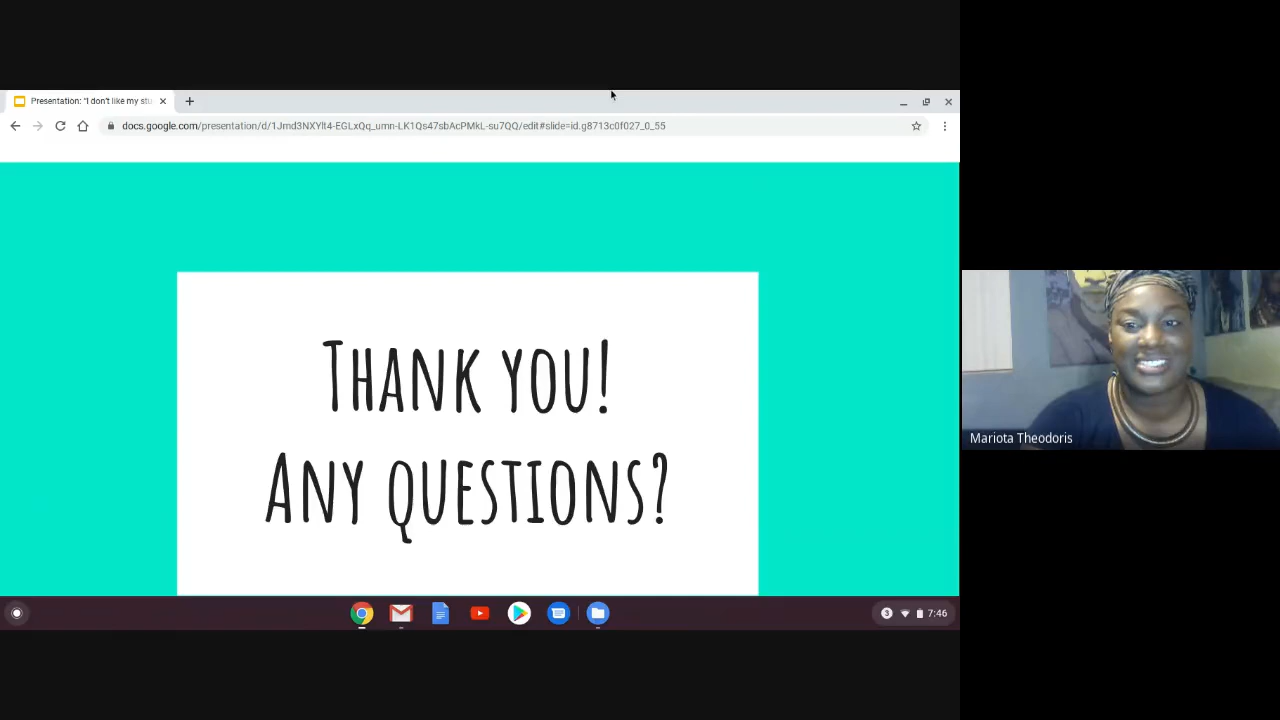 Presentation: "I don't like my stu
docs.google.com/presentation/d/1Jmd3NXYlt4-EGLxQq_umn-LK1Qs47sbAcPMkL-su7QQ/edit#slide=id.g8713c0f027_0_55
Thank you!
Any questions?
Mariota Theodoris
3 7:46